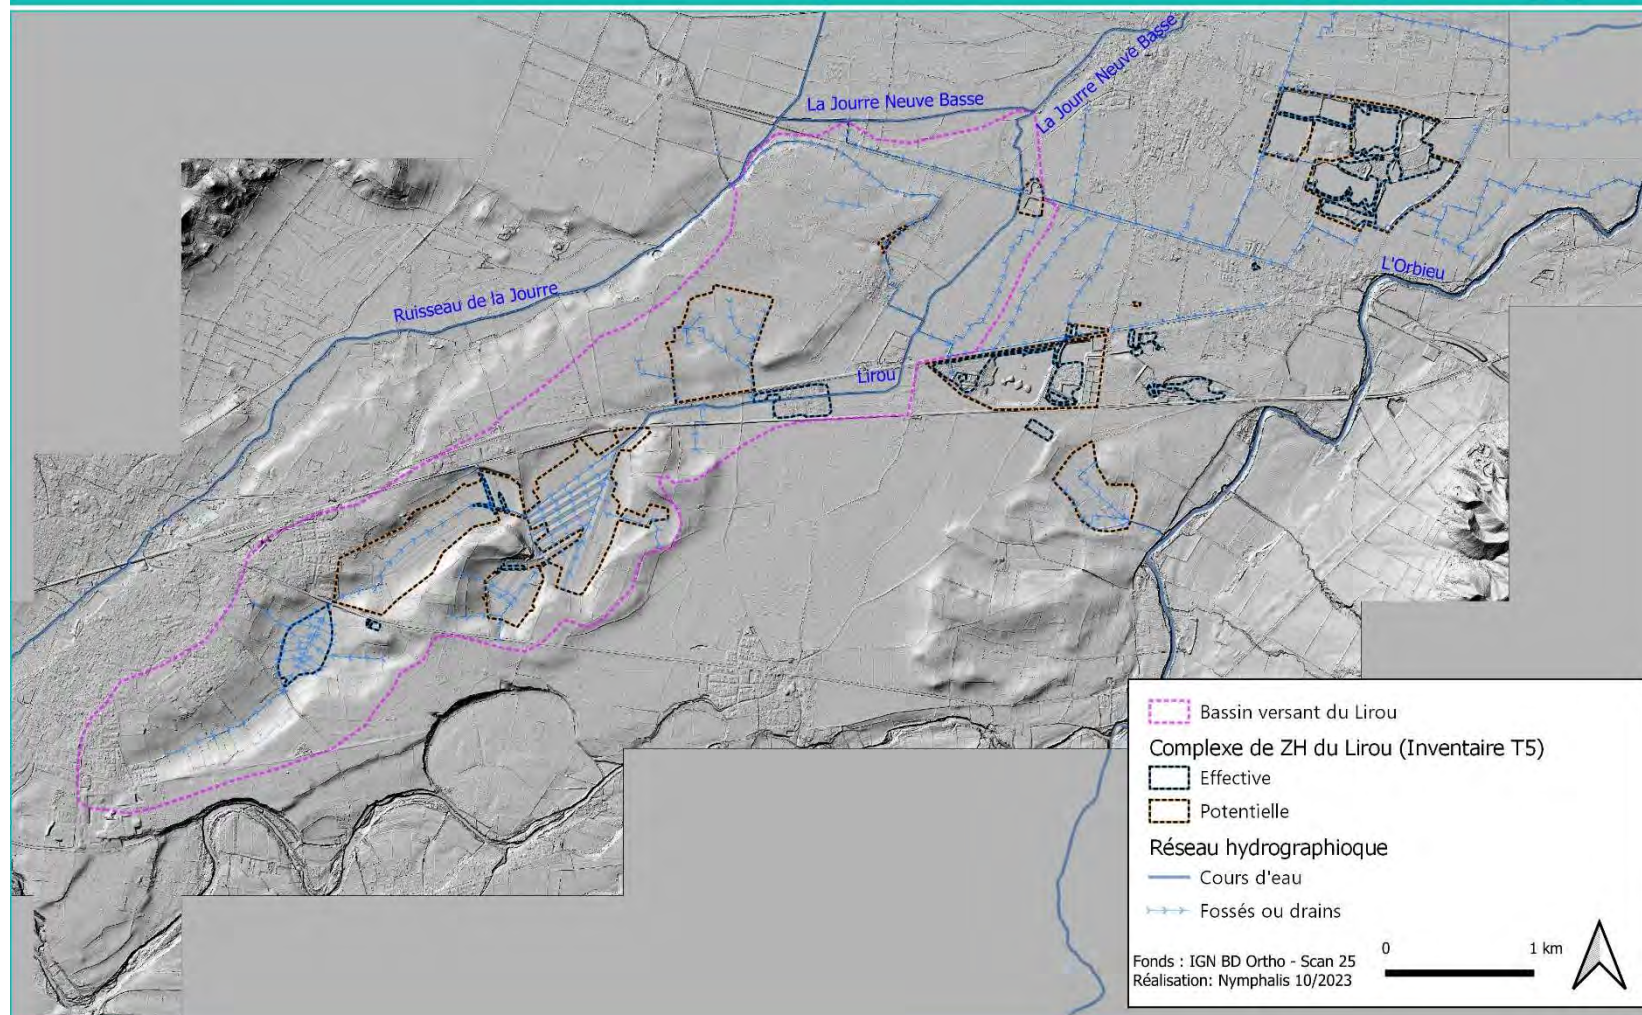 La Jourre Neuve Basse
La Jourre Neuve Basse
L'Orbieu
Ruisseau de la Jourre
Lirou
Bassin versant du Lirou
Complexe de ZH du Lirou (Inventaire T5)
Effective
Potentielle
Réseau hydrographioque
Cours d'eau
Fossés ou drains
0 1 km
Fonds : IGN BD Ortho - Scan 25
Réalisation: Nymphalis 10/2023